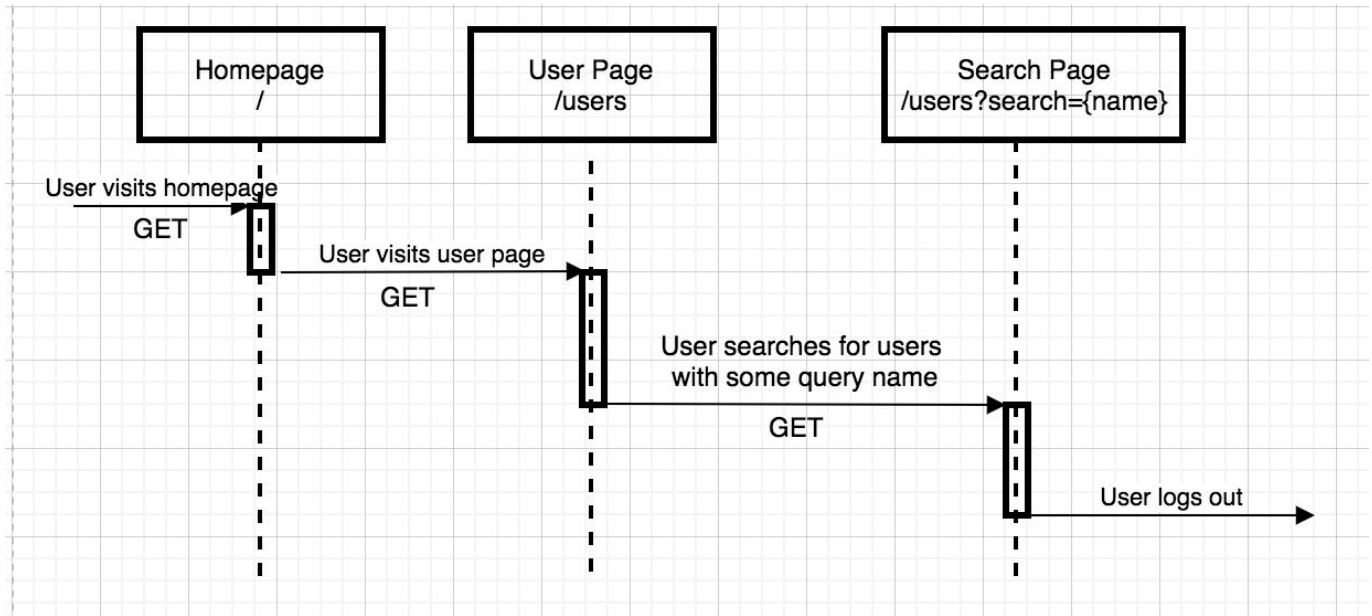 Homepage
/
User Page
/users
Search Page
/users?search={name}
User visits homepage
GET
User visits user page
GET
User searches for users
with some query name
GET
User logs out